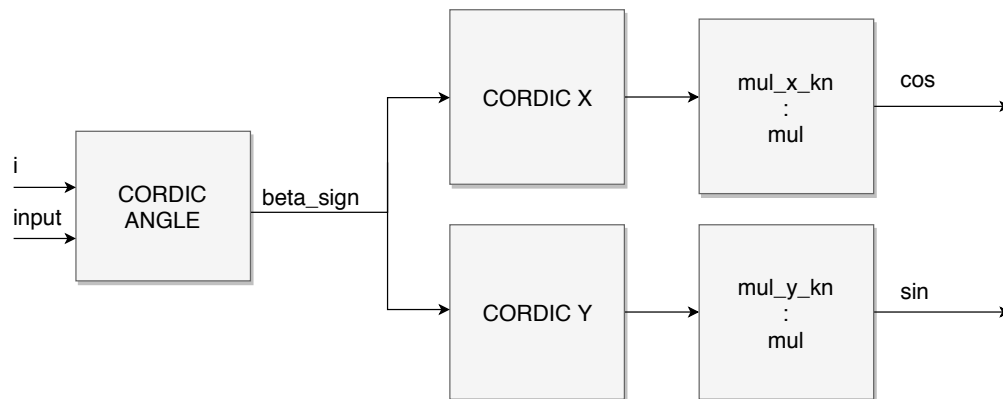 i
input
CORDIC
ANGLE
beta_sign
CORDIC X
mul_x_kn
:
mul
cos
CORDIC Y
mul_y_kn
:
mul
sin